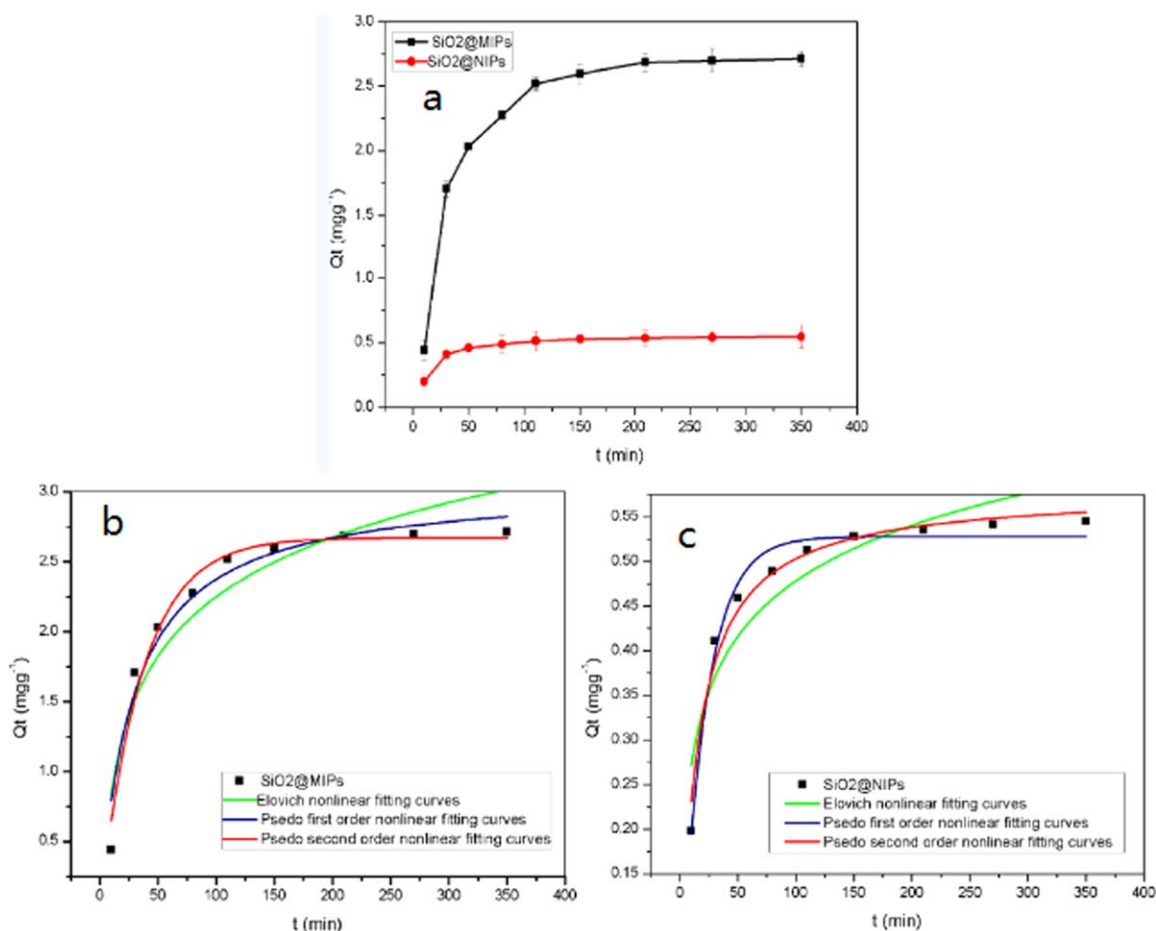 SiO2@MIPs
SiO2@NIPs
a
3.0
2.5
2.0
1.5
1.0
0.5
0.0
Qt (mgg⁻¹)
0 50 100 150 200 250 300 350 400
t (min)
b
3.0
2.5
2.0
1.5
1.0
0.5
Qt (mgg⁻¹)
SiO2@MIPs
Elovich nonlinear fitting curves
Psedo first order nonlinear fitting curves
Psedo second order nonlinear fitting curves
0 50 100 150 200 250 300 350 400
t (min)
c
0.55
0.50
0.45
0.40
0.35
0.30
0.25
0.20
0.15
Qt (mgg⁻¹)
SiO2@NIPs
Elovich nonlinear fitting curves
Psedo first order nonlinear fitting curves
Psedo second order nonlinear fitting curves
0 50 100 150 200 250 300 350 400
t (min)